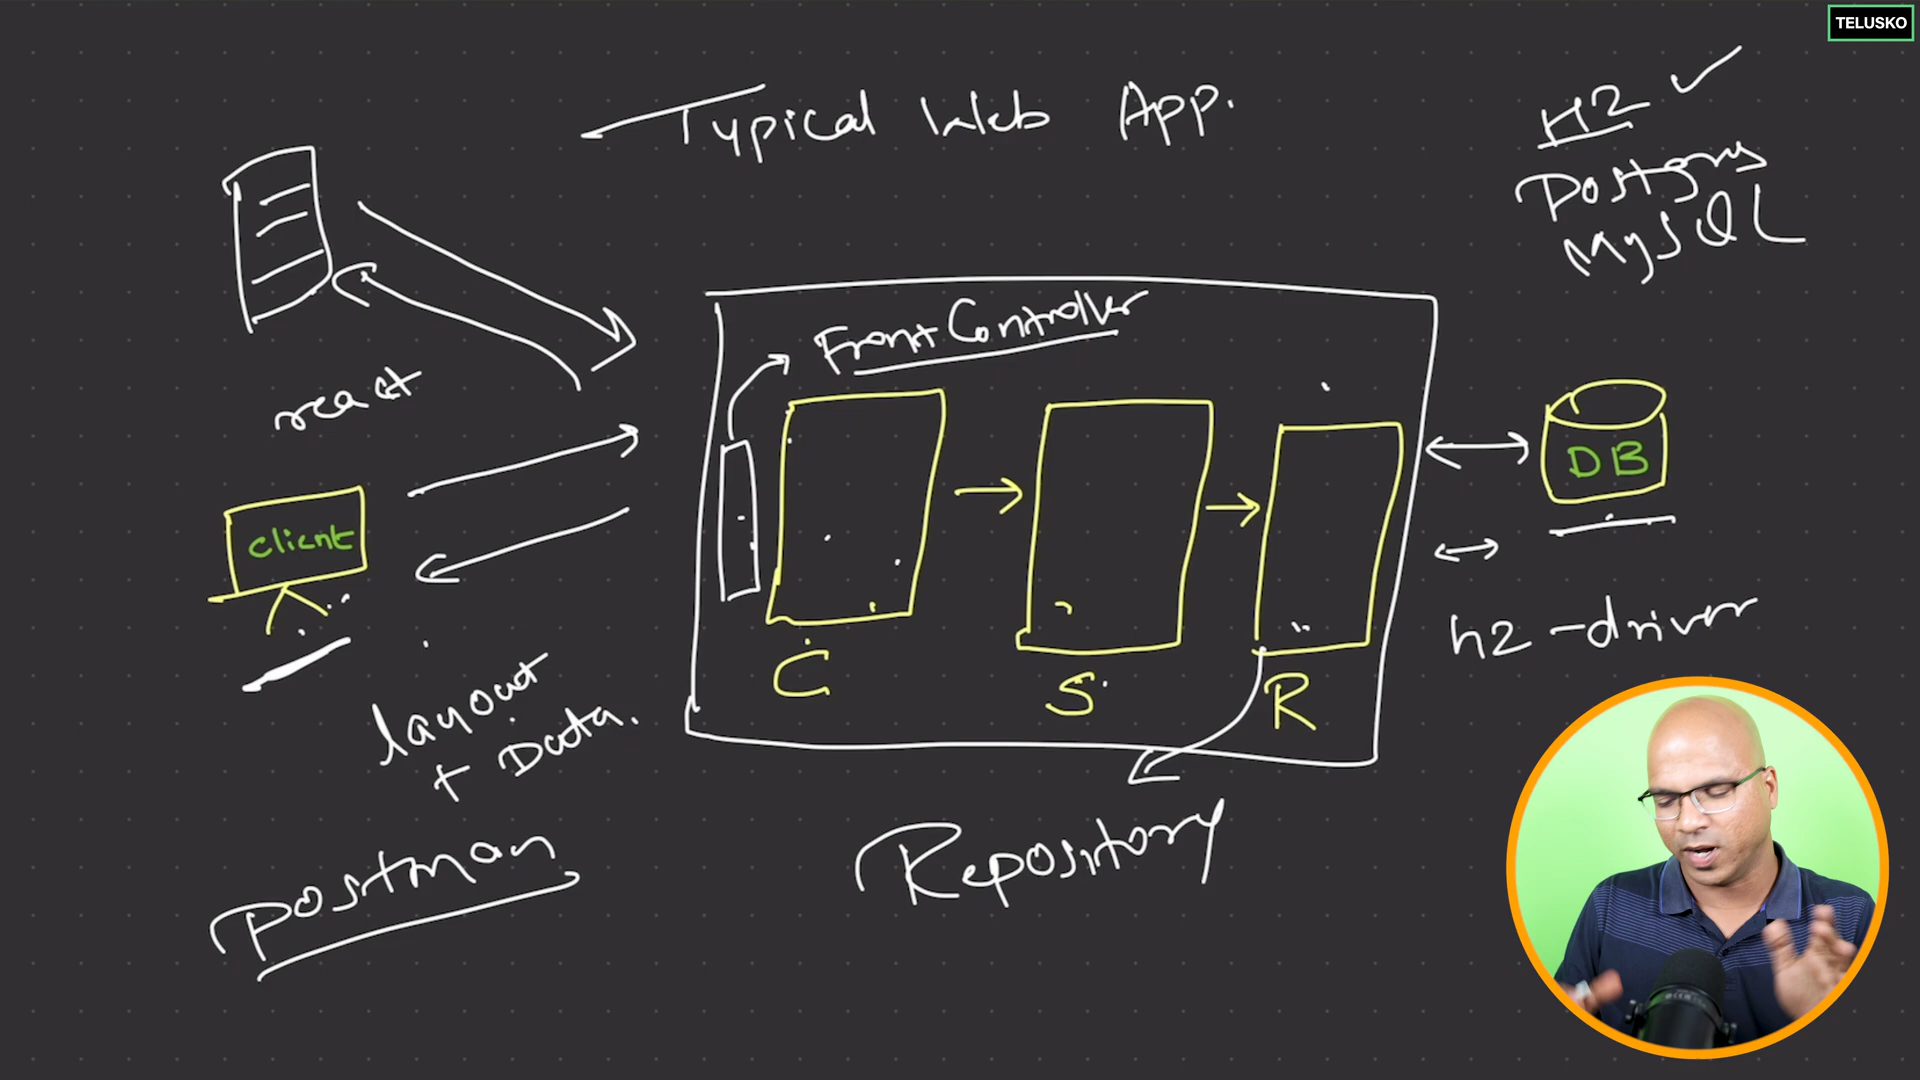 TELUSKO
Typical Web App.
H2
Postgres
MySQL
Front Controller
react
client
DB
h2-driver
layout
+ Data.
C
S
R
Postman
Repository